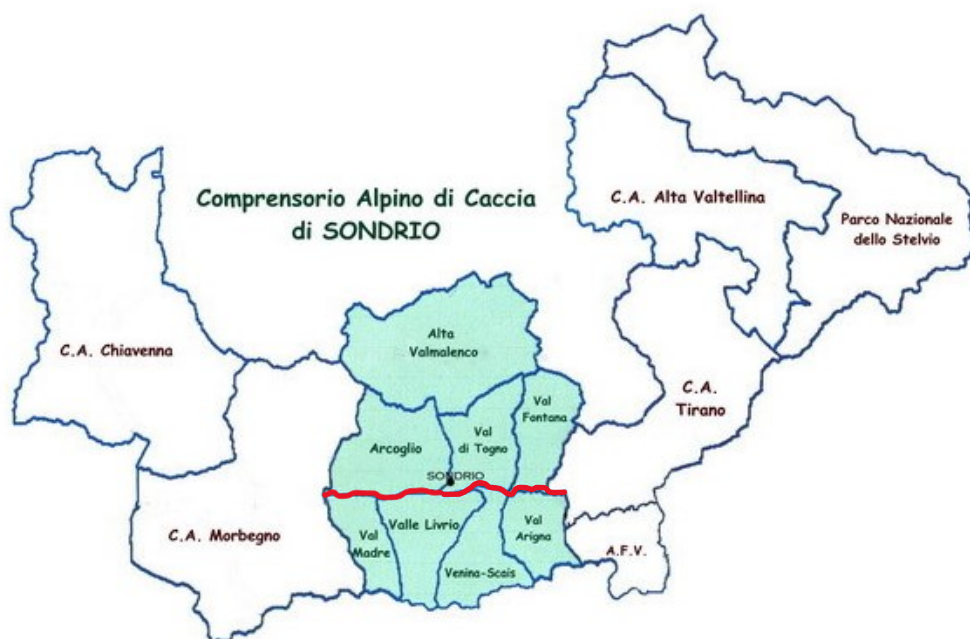 Comprensorio Alpino di Caccia
di SONDRIO
C.A. Alta Valtellina
Parco Nazionale
dello Stelvio
C.A. Chiavenna
Alta
Valmalenco
C.A.
Tirano
Val
Fontana
Arcoglio
Val
di Togno
SONDRIO
C.A. Morbegno
Val
Madre
Valle Livrio
Venina-Scais
Val
Arigna
A.F.V.